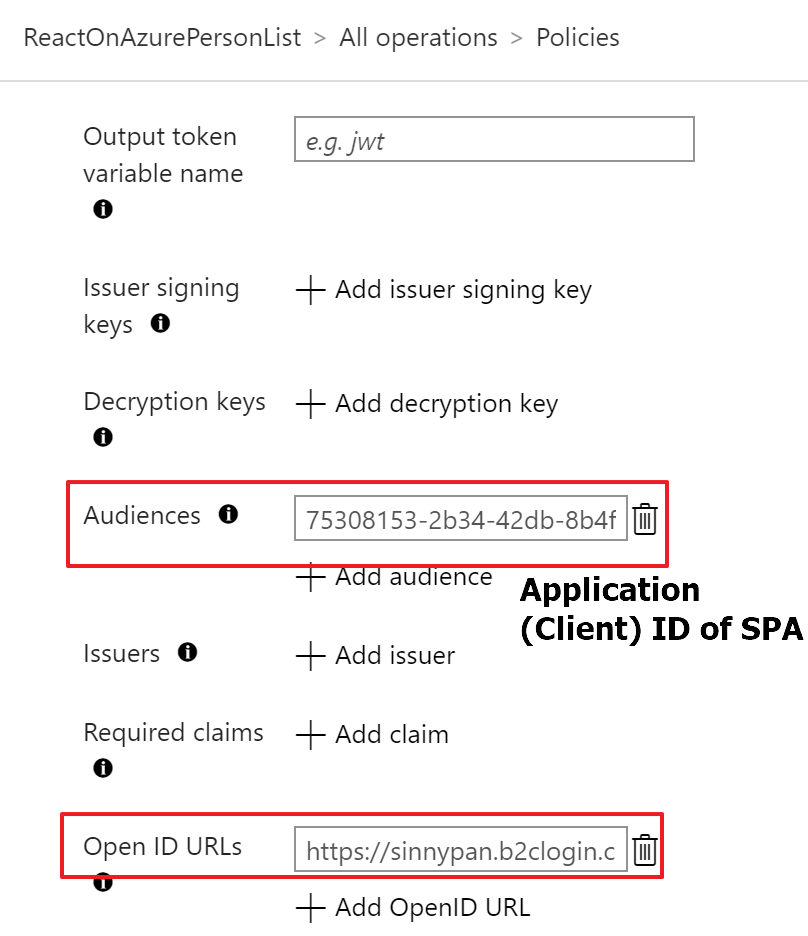 ReactOnAzurePersonList > All operations > Policies
Output token
variable name
e.g. jwt
Issuer signing
keys
+ Add issuer signing key
Decryption keys
+ Add decryption key
Audiences
75308153-2b34-42db-8b4f
+ Add audience
Application
(Client) ID of SPA
Issuers
+ Add issuer
Required claims
+ Add claim
Open ID URLs
https://sinnypan.b2clogin.c
+ Add OpenID URL